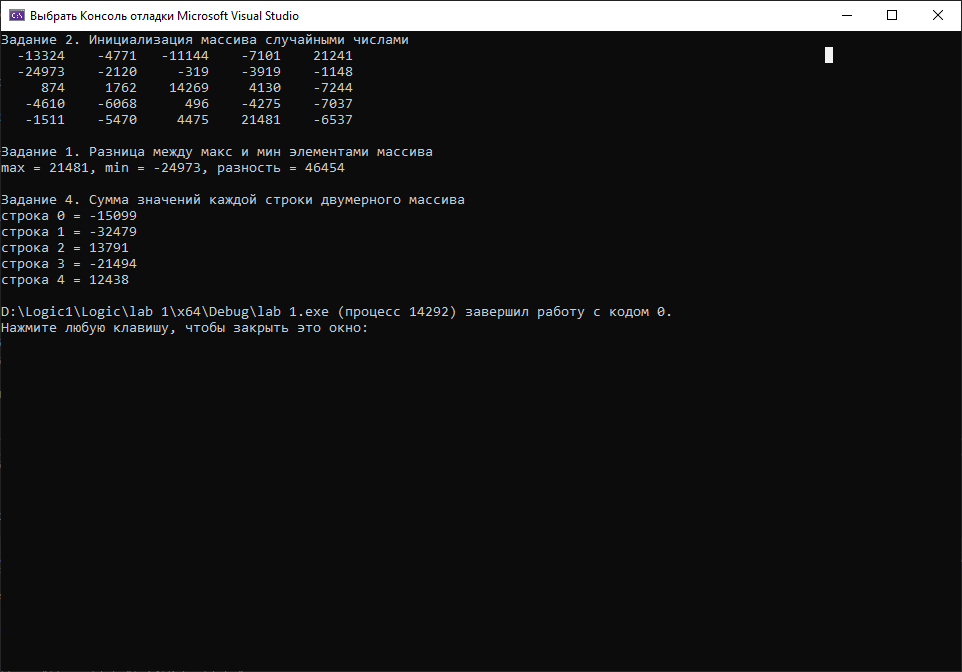 Выбрать Консоль отладки Microsoft Visual Studio
Задание 2. Инициализация массива случайными числами
-13324 -4771 -11144 -7101 21241
-24973 -2120 -319 -3919 -1148
874 1762 14269 4130 -7244
-4610 -6068 496 -4275 -7037
-1511 -5470 4475 21481 -6537
Задание 1. Разница между макс и мин элементами массива
max = 21481, min = -24973, разность = 46454
Задание 4. Сумма значений каждой строки двумерного массива
строка 0 = -15099
строка 1 = -32479
строка 2 = 13791
строка 3 = -21494
строка 4 = 12438
D:\Logic1\Logic\lab 1\x64\Debug\lab 1.exe (процесс 14292) завершил работу с кодом 0.
Нажмите любую клавишу, чтобы закрыть это окно: